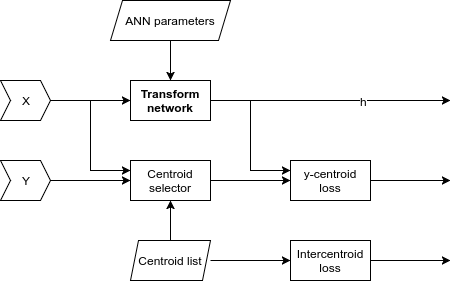 ANN parameters
X
Transform
network
h
Y
Centroid
selector
y-centroid
loss
Centroid list
Intercentroid
loss